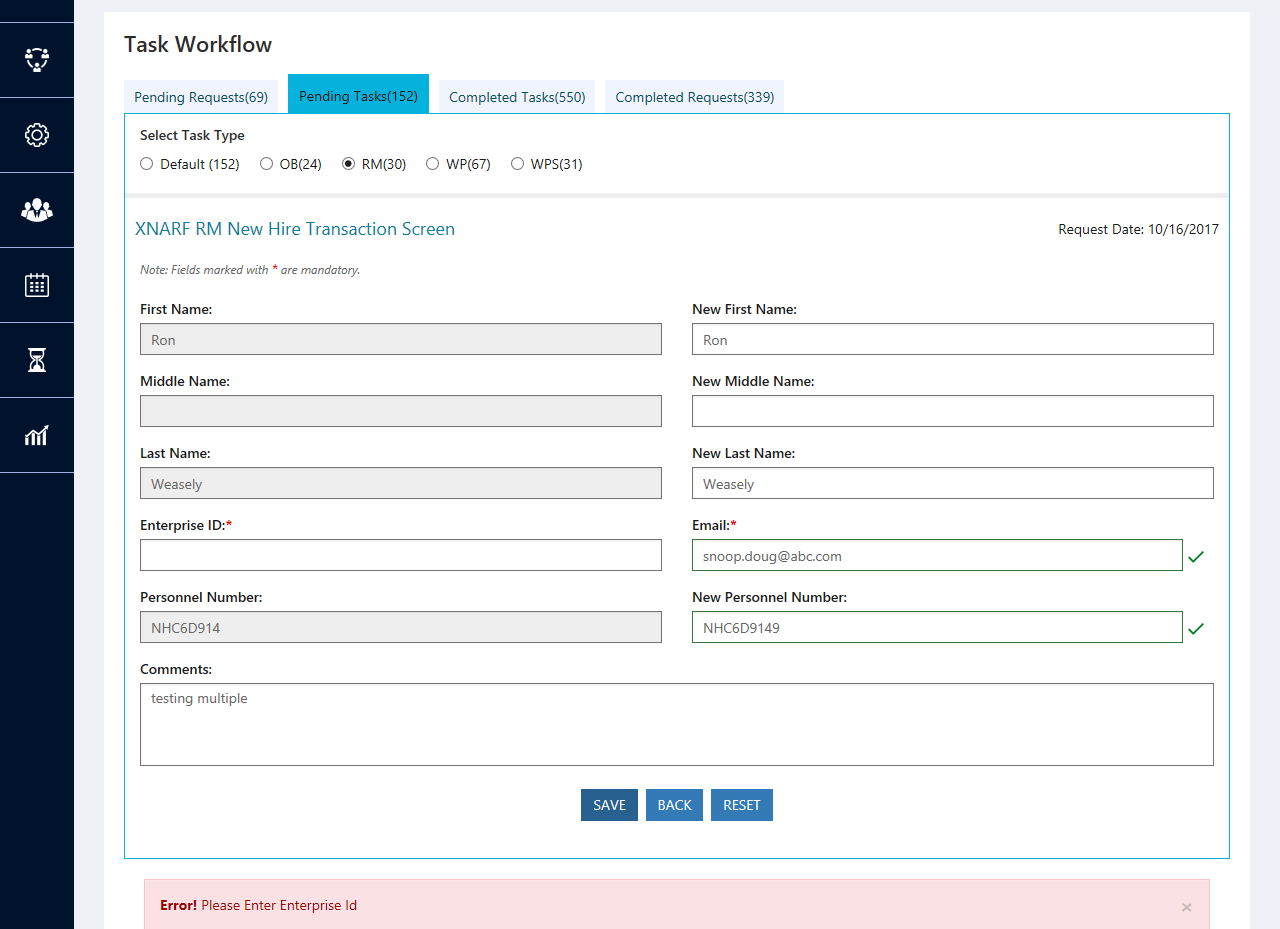 Task Workflow
Pending Requests(69) Pending Tasks(152) Completed Tasks(550) Completed Requests(339)
Select Task Type
Default (152) OB(24) RM(30) WP(67) WPS(31)
XNARF RM New Hire Transaction Screen Request Date: 10/16/2017
Note: Fields marked with * are mandatory.
First Name: New First Name:
Ron Ron
Middle Name: New Middle Name:
Last Name: New Last Name:
Weasely Weasely
Enterprise ID:* Email:*
snoop.doug@abc.com
Personnel Number: New Personnel Number:
NHC6D914 NHC6D9149
Comments:
testing multiple
SAVE BACK RESET
Error! Please Enter Enterprise Id ×